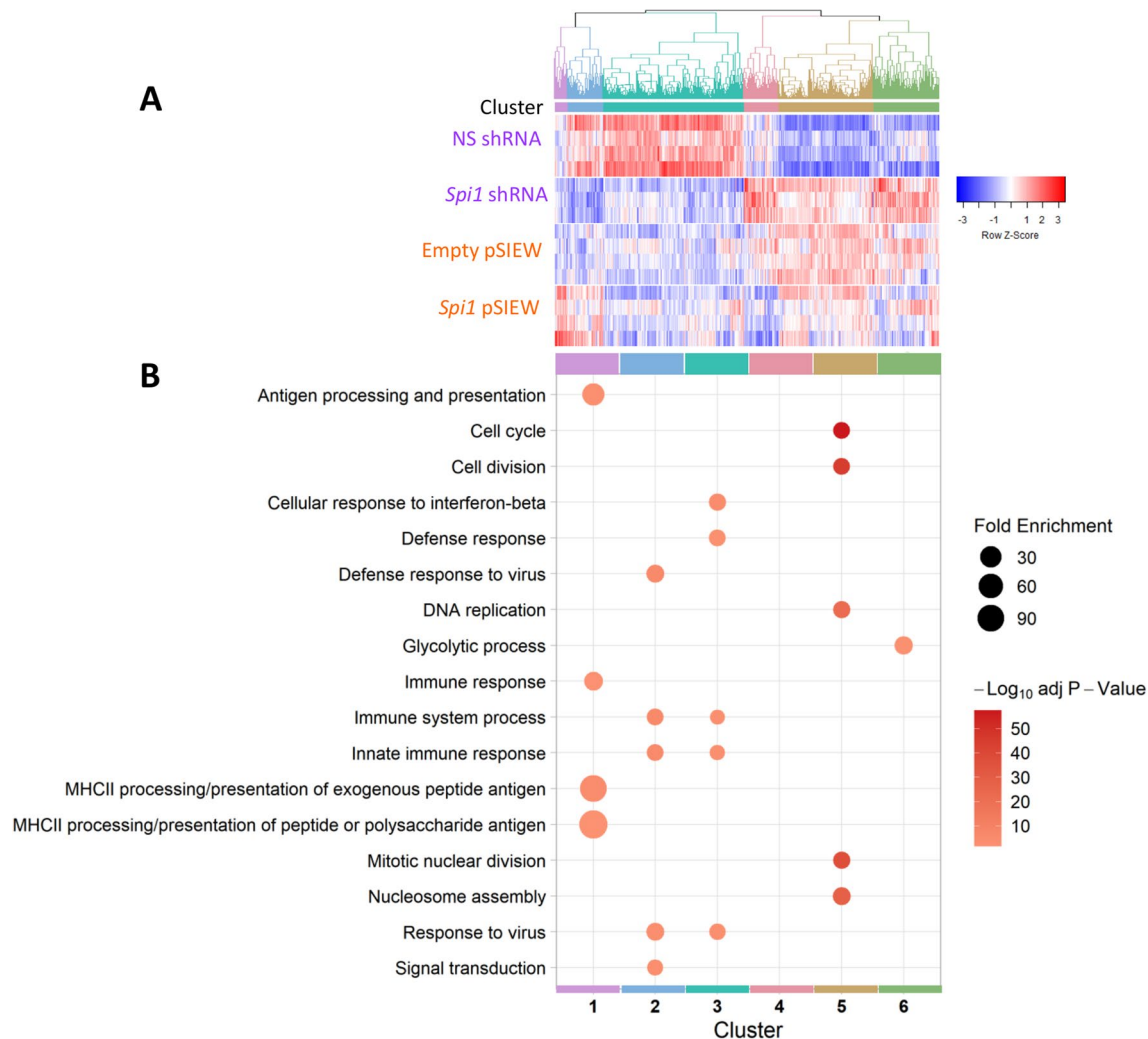 A
Cluster
NS shRNA
Spi1 shRNA
Empty pSIEW
Spi1 pSIEW
-3 -1 1 2 3
Row Z-Score
B
Antigen processing and presentation
Cell cycle
Cell division
Cellular response to interferon-beta
Defense response
Defense response to virus
DNA replication
Glycolytic process
Immune response
Immune system process
Innate immune response
MHCII processing/presentation of exogenous peptide antigen
MHCII processing/presentation of peptide or polysaccharide antigen
Mitotic nuclear division
Nucleosome assembly
Response to virus
Signal transduction
1 2 3 4 5 6
Cluster
Fold Enrichment
30
60
90
−Log10 adj P−Value
50
40
30
20
10